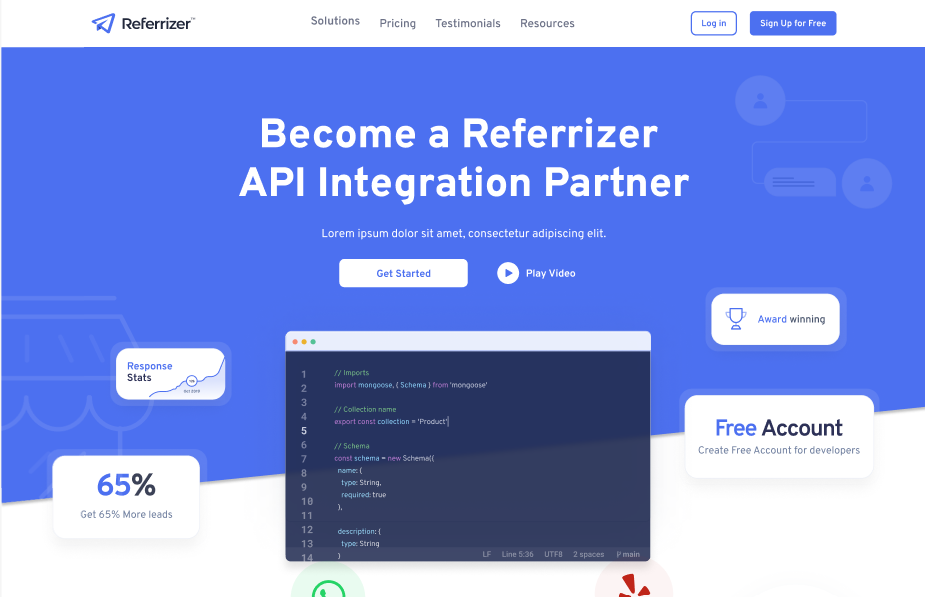 Referrizer™
Solutions
Pricing
Testimonials
Resources
Log in
Sign Up for Free
Become a Referrizer
API Integration Partner
Lorem ipsum dolor sit amet, consectetur adipiscing elit.
Get Started
Play Video
Award winning
Response
Stats
Oct 2019
Free Account
Create Free Account for developers
65%
Get 65% More leads
1 // Imports
2 import mongoose, { Schema } from 'mongoose'
3
4 // Collection name
5 export const collection = 'Product'
6
7 // Schema
8 const schema = new Schema({
9 name: {
10 type: String,
11 required: true
12 },
13
14 description: {
type: String
}
LF
Line 5:36
UTF8
2 spaces
main